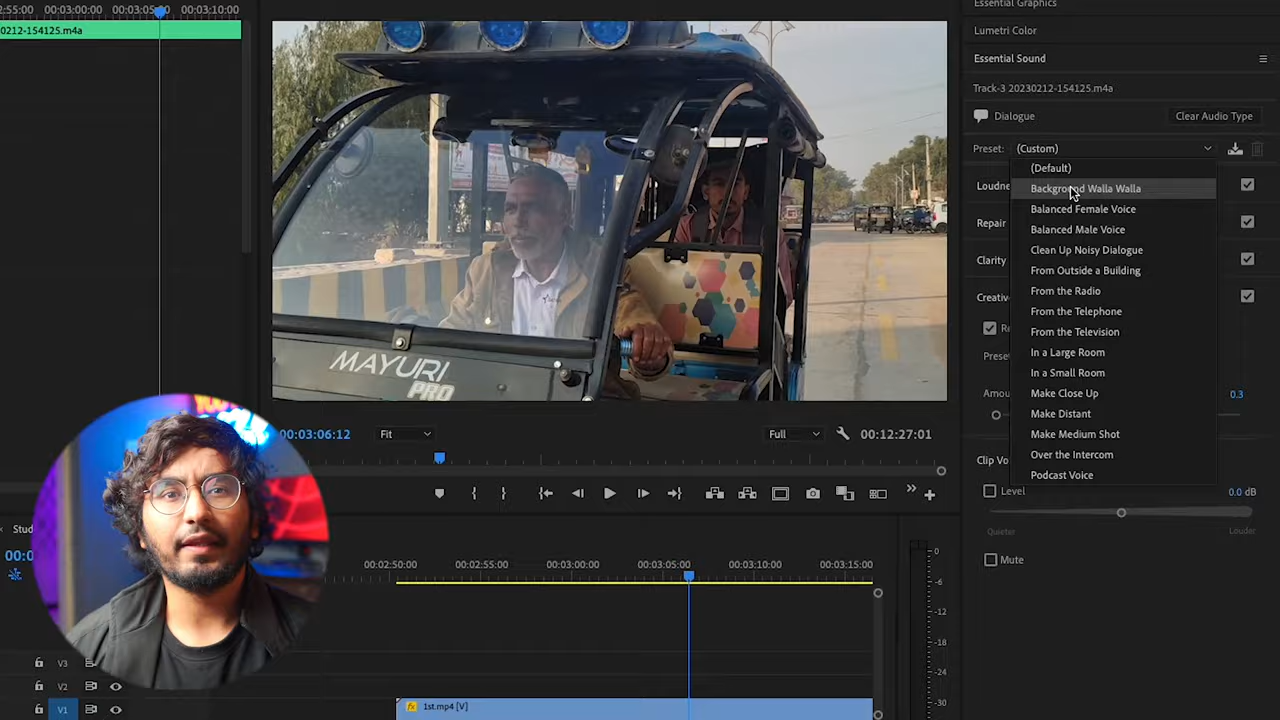 2:55:00 00:03:00:00 00:03:05:00 00:03:10:00
0212-154125.m4a
Essential Graphics
Lumetri Color
Essential Sound
Track-3 20230212-154125.m4a
Dialogue Clear Audio Type
Preset: (Custom)
(Default)
Background Walla Walla
Balanced Female Voice
Balanced Male Voice
Clean Up Noisy Dialogue
From Outside a Building
From the Radio
From the Telephone
From the Television
In a Large Room
In a Small Room
Make Close Up
Make Distant
Make Medium Shot
Over the Intercom
Podcast Voice
Loudne
Repair
Clarity
Creative
Re
Prese
Amou 0.3
Clip Vo
Level 0.0 dB
Quieter Louder
Mute
MAYURI
PRO
00:03:06:12 Fit Full 00:12:27:01
Stud
00:0
00:02:50:00 00:02:55:00 00:03:00:00 00:03:05:00 00:03:10:00 00:03:15:00
0
-6
-12
-18
-24
-30
V3
V2
V1
fx 1st.mp4 [V]